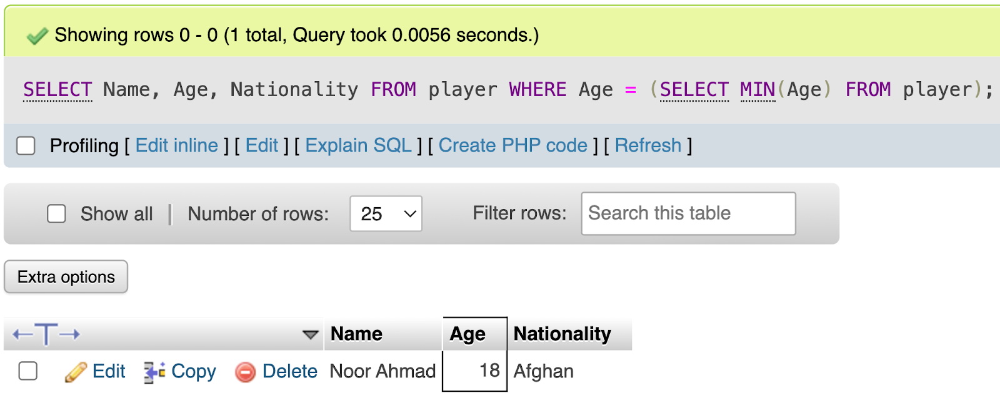 Showing rows 0 - 0 (1 total, Query took 0.0056 seconds.)
SELECT Name, Age, Nationality FROM player WHERE Age = (SELECT MIN(Age) FROM player);
Profiling [ Edit inline ] [ Edit ] [ Explain SQL ] [ Create PHP code ] [ Refresh ]
Show all | Number of rows: 25 Filter rows: Search this table
Extra options
←T→ Name Age Nationality
Edit Copy Delete Noor Ahmad 18 Afghan